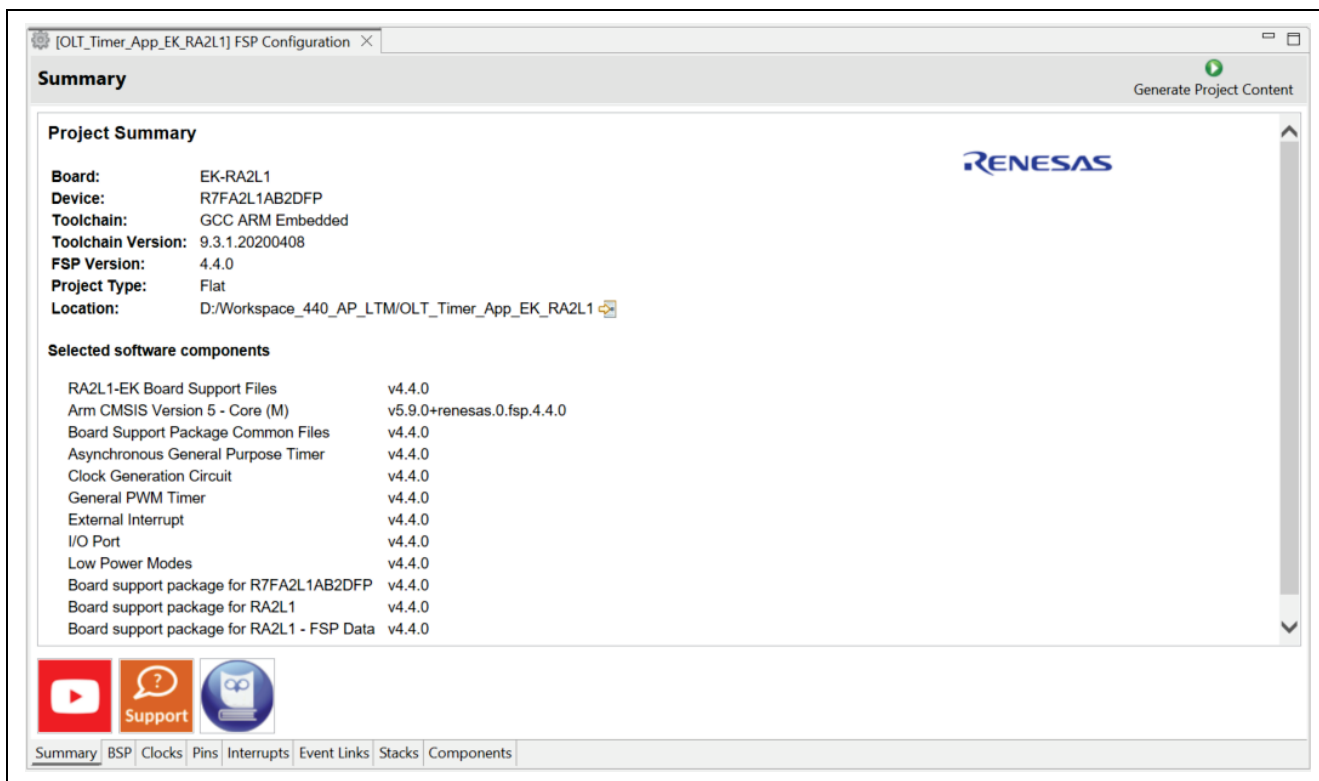 [OLT_Timer_App_EK_RA2L1] FSP Configuration
Summary
Generate Project Content
Project Summary
RENESAS
Board: EK-RA2L1
Device: R7FA2L1AB2DFP
Toolchain: GCC ARM Embedded
Toolchain Version: 9.3.1.20200408
FSP Version: 4.4.0
Project Type: Flat
Location: D:/Workspace_440_AP_LTM/OLT_Timer_App_EK_RA2L1
Selected software components
RA2L1-EK Board Support Files v4.4.0
Arm CMSIS Version 5 - Core (M) v5.9.0+renesas.0.fsp.4.4.0
Board Support Package Common Files v4.4.0
Asynchronous General Purpose Timer v4.4.0
Clock Generation Circuit v4.4.0
General PWM Timer v4.4.0
External Interrupt v4.4.0
I/O Port v4.4.0
Low Power Modes v4.4.0
Board support package for R7FA2L1AB2DFP v4.4.0
Board support package for RA2L1 v4.4.0
Board support package for RA2L1 - FSP Data v4.4.0
?
Support
Summary BSP Clocks Pins Interrupts Event Links Stacks Components